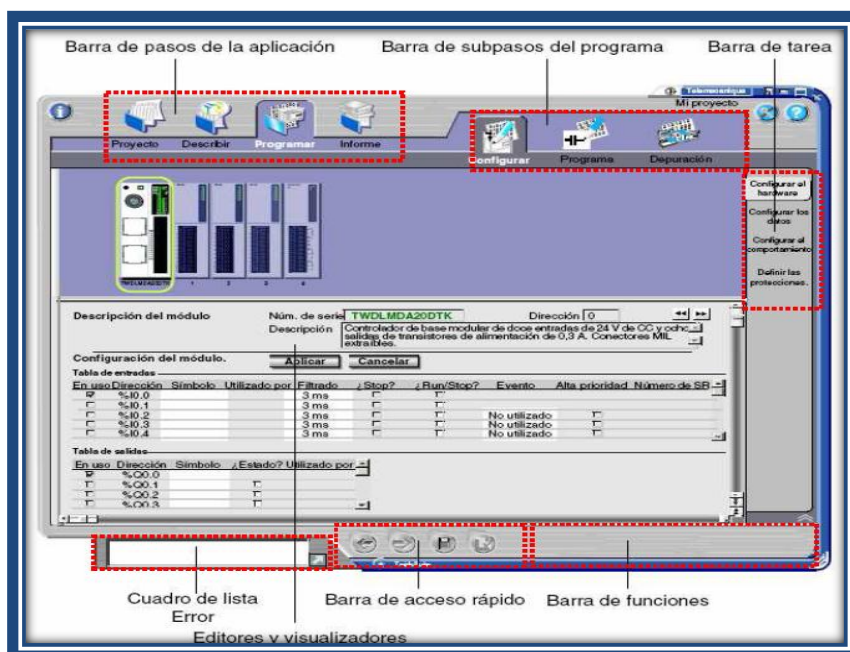 Barra de pasos de la aplicación
Barra de subpasos del programa
Barra de tarea
Telemecanique
Mi proyecto
Proyecto
Describir
Programar
Informe
Configurar
Programa
Depuración
Configurar el
hardware
Configurar los
datos
Configurar el
comportamiento
Definir las
protecciones.
TWDLMDA20DTK
1
2
3
4
Descripción del módulo
Núm. de serie TWDLMDA20DTK
Dirección 0
Descripción Controlador de base modular de doce entradas de 24 V de CC y ocho
salidas de transistores de alimentación de 0,3 A. Conectores MIL
extraíbles.
Configuración del módulo.
Aplicar
Cancelar
Tabla de entradas
En uso Dirección Símbolo Utilizado por Filtrado ¿Stop? ¿Run/Stop? Evento Alta prioridad Número de SR
%I0.0 3 ms
%I0.1 3 ms
%I0.2 3 ms No utilizado
%I0.3 3 ms No utilizado
%I0.4 3 ms No utilizado
Tabla de salidas
En uso Dirección Símbolo ¿Estado? Utilizado por
%Q0.0
%Q0.1
%Q0.2
%Q0.3
Cuadro de lista
Error
Barra de acceso rápido
Barra de funciones
Editores y visualizadores